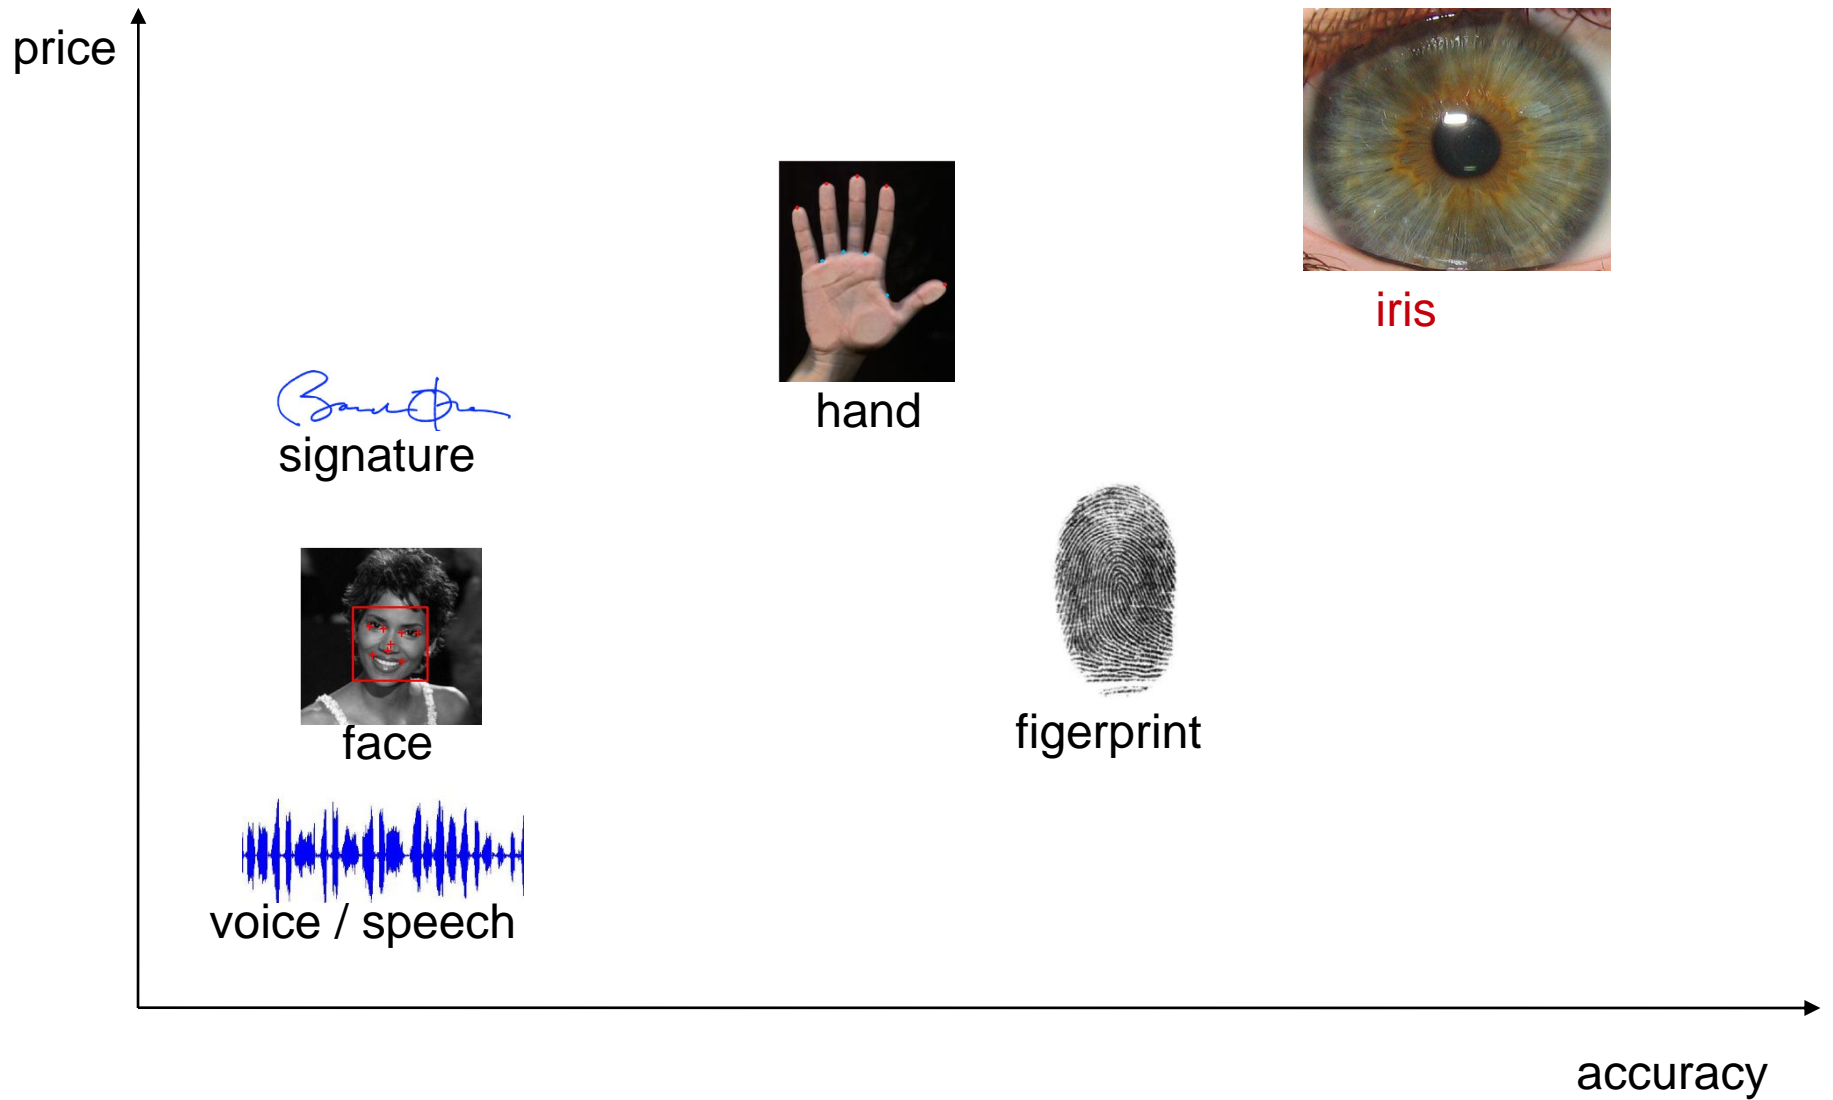 price
iris
hand
signature
figerprint
face
voice / speech
accuracy